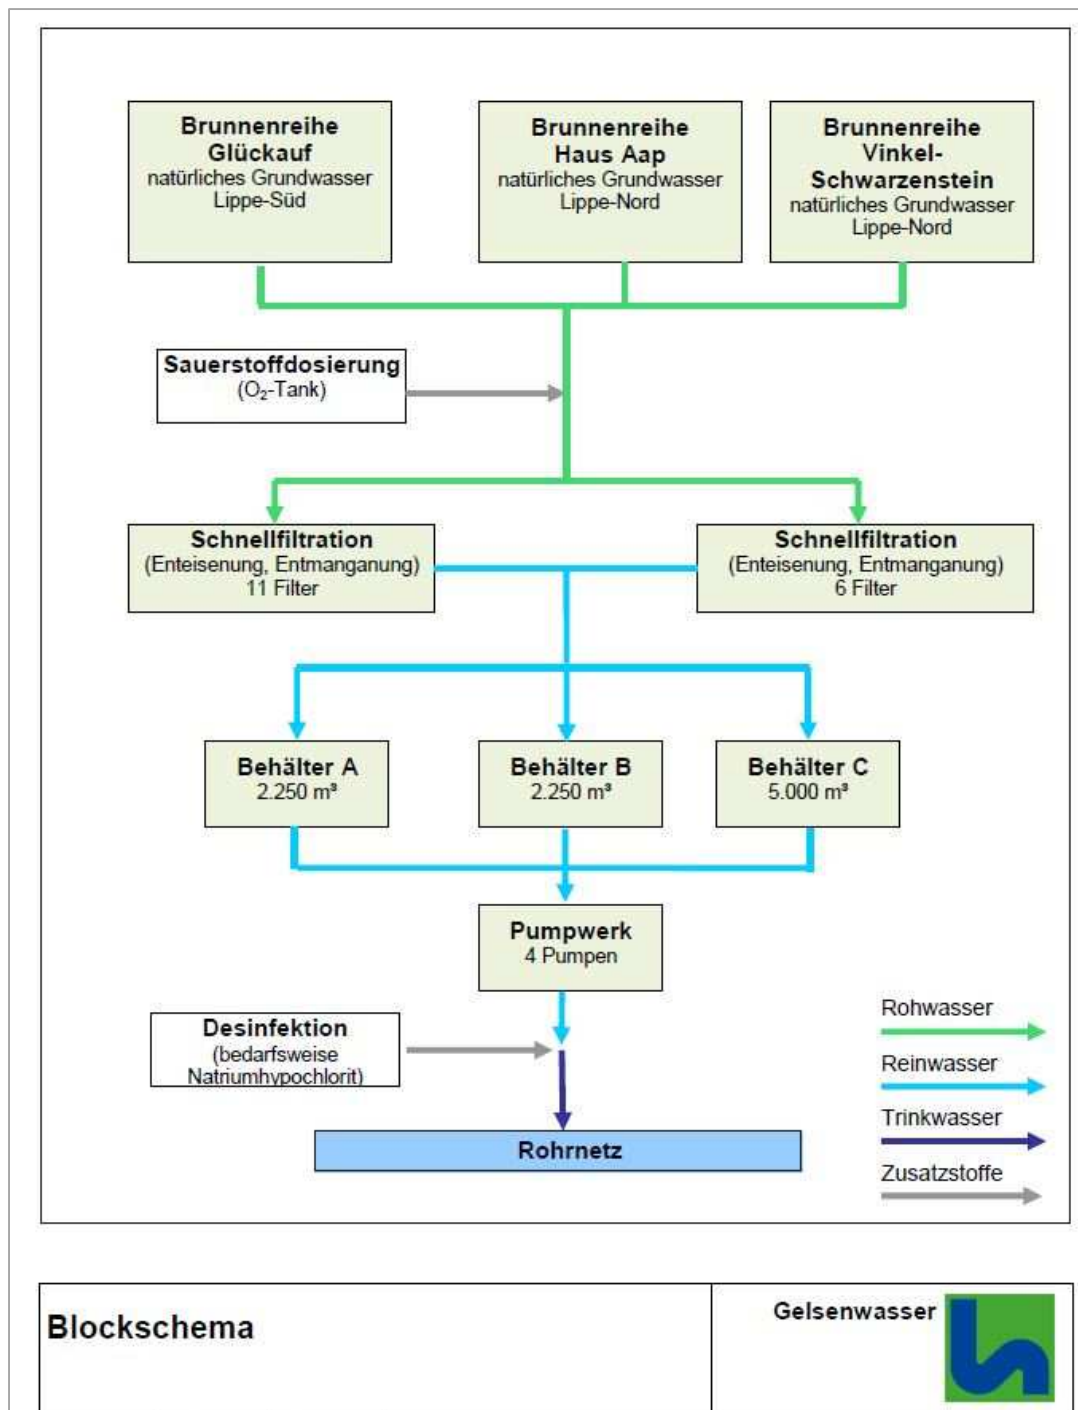 Brunnenreihe
Glückauf
natürliches Grundwasser
Lippe-Süd
Brunnenreihe
Haus Aap
natürliches Grundwasser
Lippe-Nord
Brunnenreihe
Vinkel-
Schwarzenstein
natürliches Grundwasser
Lippe-Nord
Sauerstoffdosierung
(O₂-Tank)
Schnellfiltration
(Enteisenung, Entmanganung)
11 Filter
Schnellfiltration
(Enteisenung, Entmanganung)
6 Filter
Behälter A
2.250 m³
Behälter B
2.250 m³
Behälter C
5.000 m³
Pumpwerk
4 Pumpen
Desinfektion
(bedarfsweise
Natriumhypochlorit)
Rohrnetz
Rohwasser
Reinwasser
Trinkwasser
Zusatzstoffe
Blockschema
Gelsenwasser